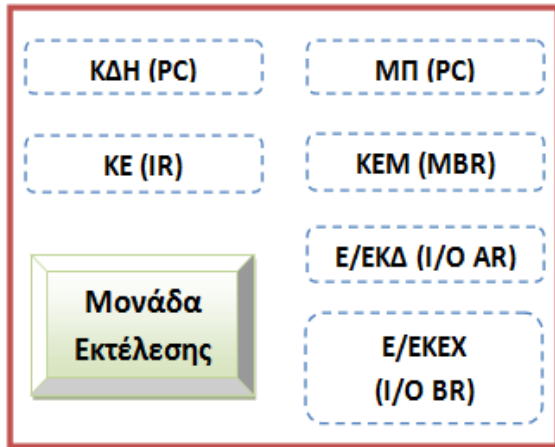 ΚΔΗ (PC)
ΜΠ (PC)
ΚΕ (IR)
ΚΕΜ (MBR)
Ε/ΕΚΔ (I/O AR)
Μονάδα
Εκτέλεσης
Ε/ΕΚΕΧ
(I/O BR)